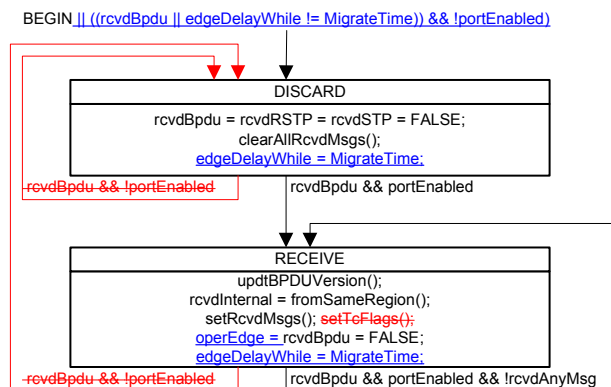 BEGIN || ((rcvdBpdu || edgeDelayWhile != MigrateTime)) && !portEnabled)
DISCARD
rcvdBpdu = rcvdRSTP = rcvdSTP = FALSE;
clearAllRcvdMsgs();
edgeDelayWhile = MigrateTime;
rcvdBpdu && !portEnabled
rcvdBpdu && portEnabled
RECEIVE
updtBPDUVersion();
rcvdInternal = fromSameRegion();
setRcvdMsgs(); setTcFlags();
operEdge = rcvdBpdu = FALSE;
edgeDelayWhile = MigrateTime;
rcvdBpdu && !portEnabled
rcvdBpdu && portEnabled && !rcvdAnyMsg